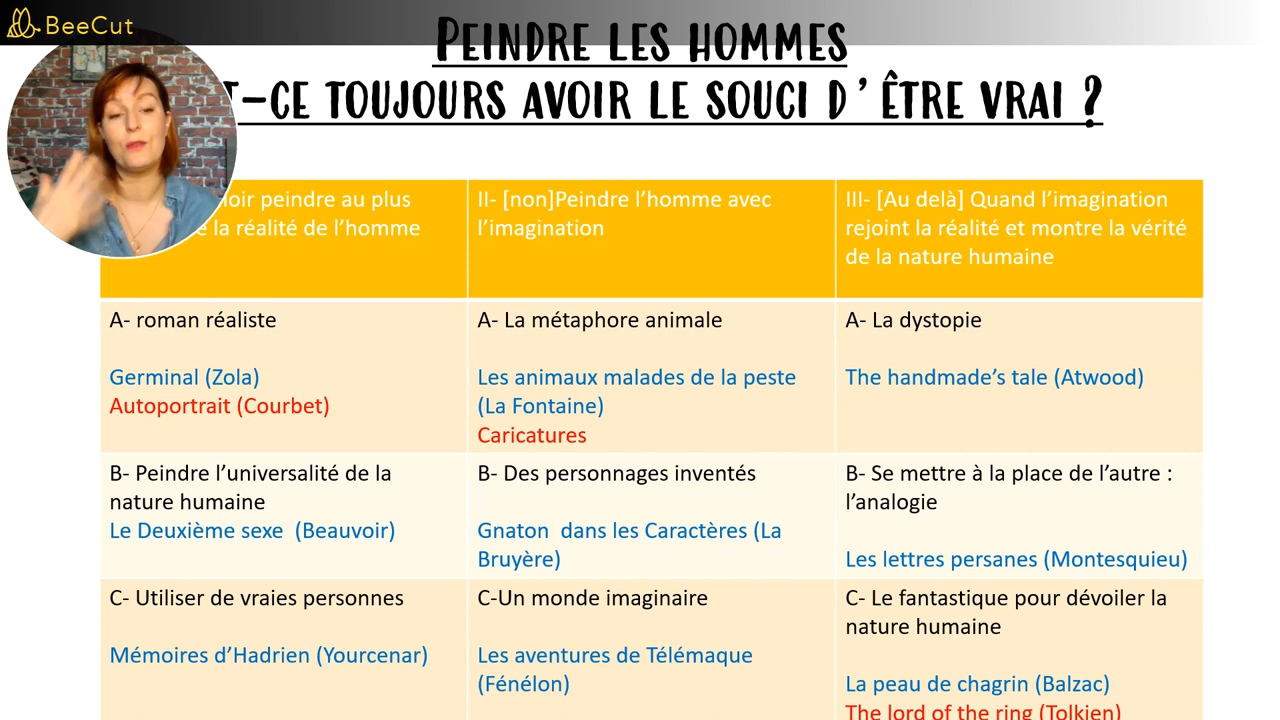 BeeCut
PEINDRE LES HOMMES
T-CE TOUJOURS AVOIR LE SOUCI D'ÊTRE VRAI ?
peindre au plus
la réalité de l'homme
II- [non]Peindre l'homme avec
l'imagination
III- [Au delà] Quand l'imagination
rejoint la réalité et montre la vérité
de la nature humaine
A- roman réaliste
Germinal (Zola)
Autoportrait (Courbet)
A- La métaphore animale
Les animaux malades de la peste
(La Fontaine)
Caricatures
A- La dystopie
The handmade's tale (Atwood)
B- Peindre l'universalité de la
nature humaine
Le Deuxième sexe (Beauvoir)
B- Des personnages inventés
Gnaton dans les Caractères (La
Bruyère)
B- Se mettre à la place de l'autre :
l'analogie
Les lettres persanes (Montesquieu)
C- Utiliser de vraies personnes
Mémoires d'Hadrien (Yourcenar)
C-Un monde imaginaire
Les aventures de Télémaque
(Fénélon)
C- Le fantastique pour dévoiler la
nature humaine
La peau de chagrin (Balzac)
The lord of the ring (Tolkien)